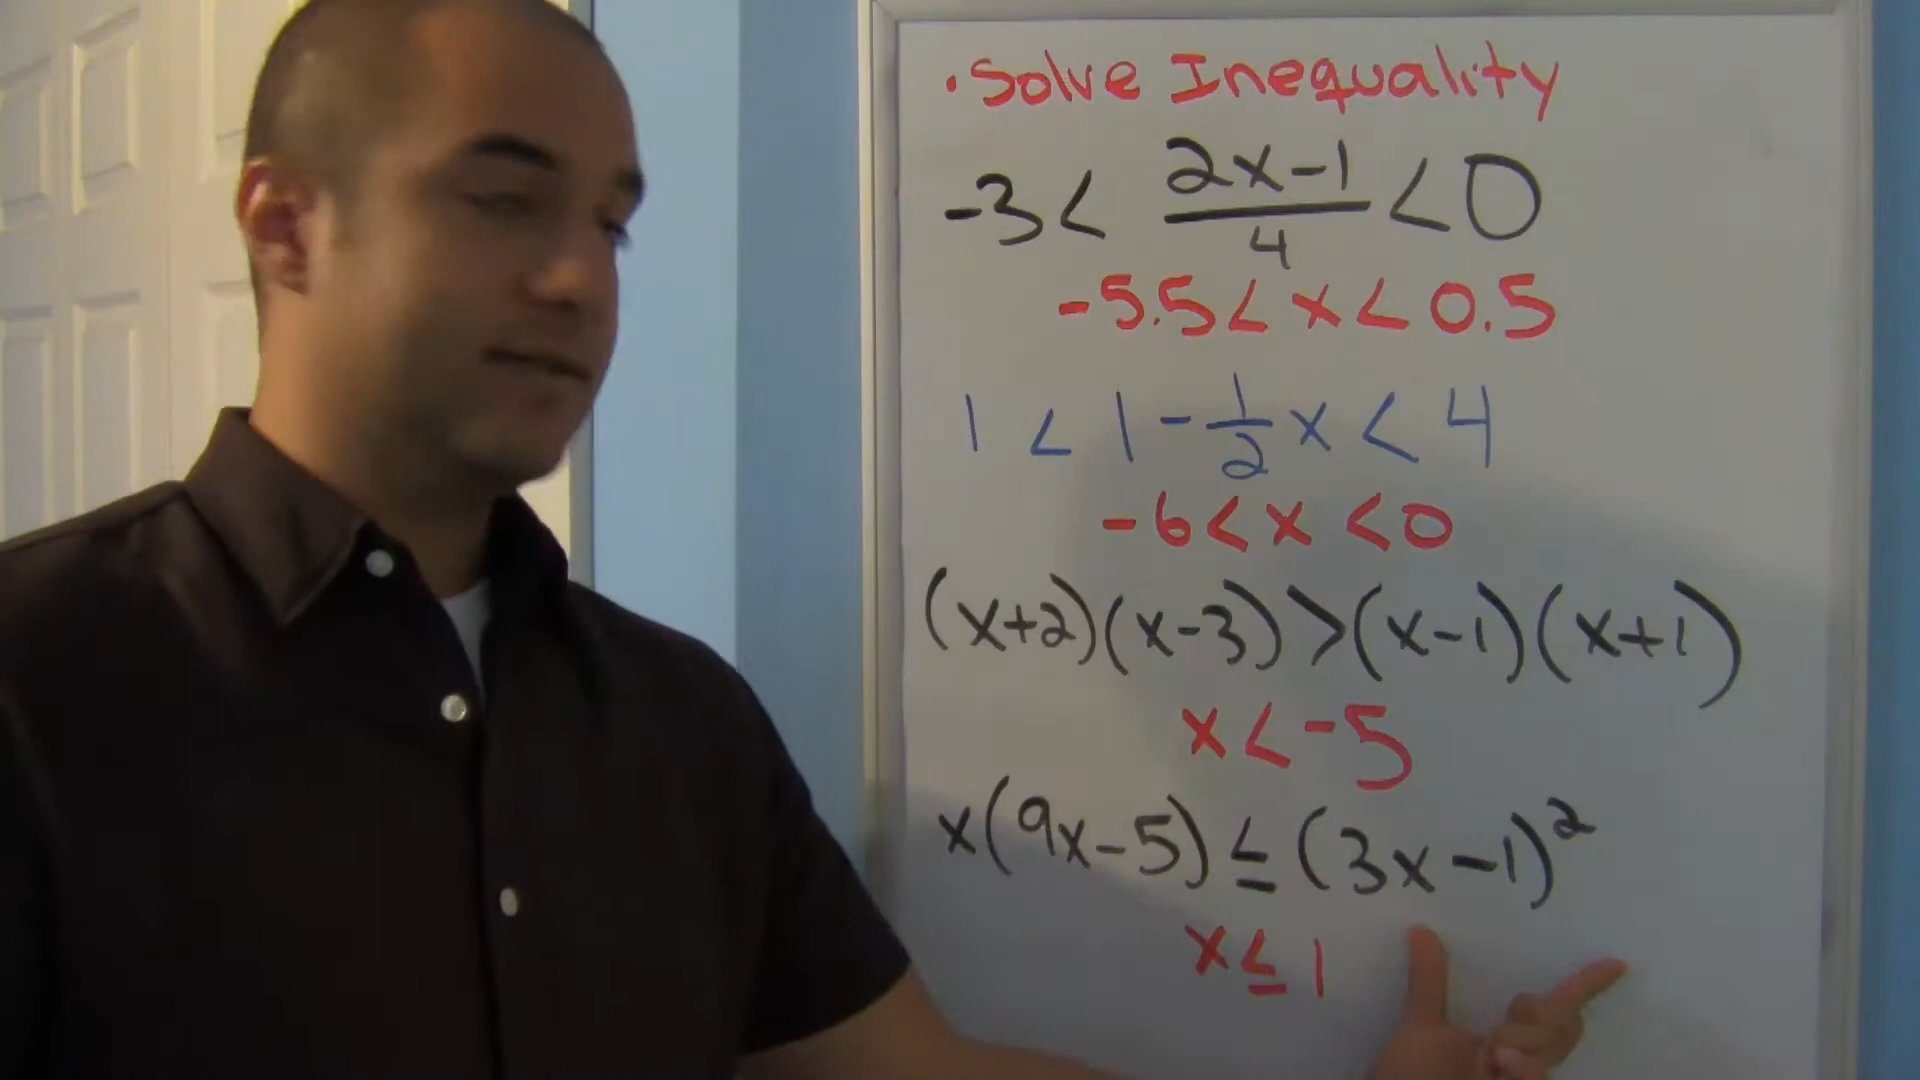 • Solve Inequality
-3 < (2x-1)/4 < 0
-5.5 < x < 0.5
1 < 1 - 1/2 x < 4
-6 < x < 0
(x+2)(x-3) > (x-1)(x+1)
x < -5
x(9x-5) ≤ (3x-1)²
x ≤ 1